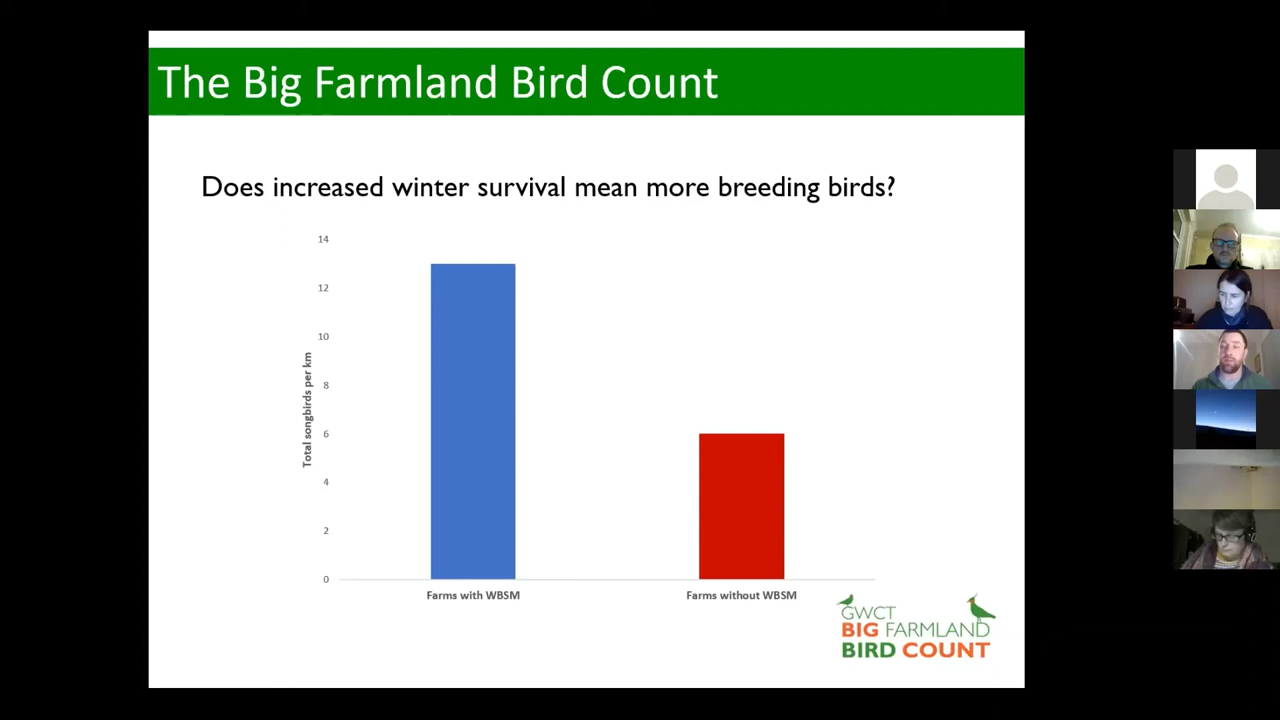 The Big Farmland Bird Count
Does increased winter survival mean more breeding birds?
14
12
10
8
6
4
2
0
Total songbirds per km
Farms with WBSM
Farms without WBSM
GWCT
BIG FARMLAND
BIRD COUNT